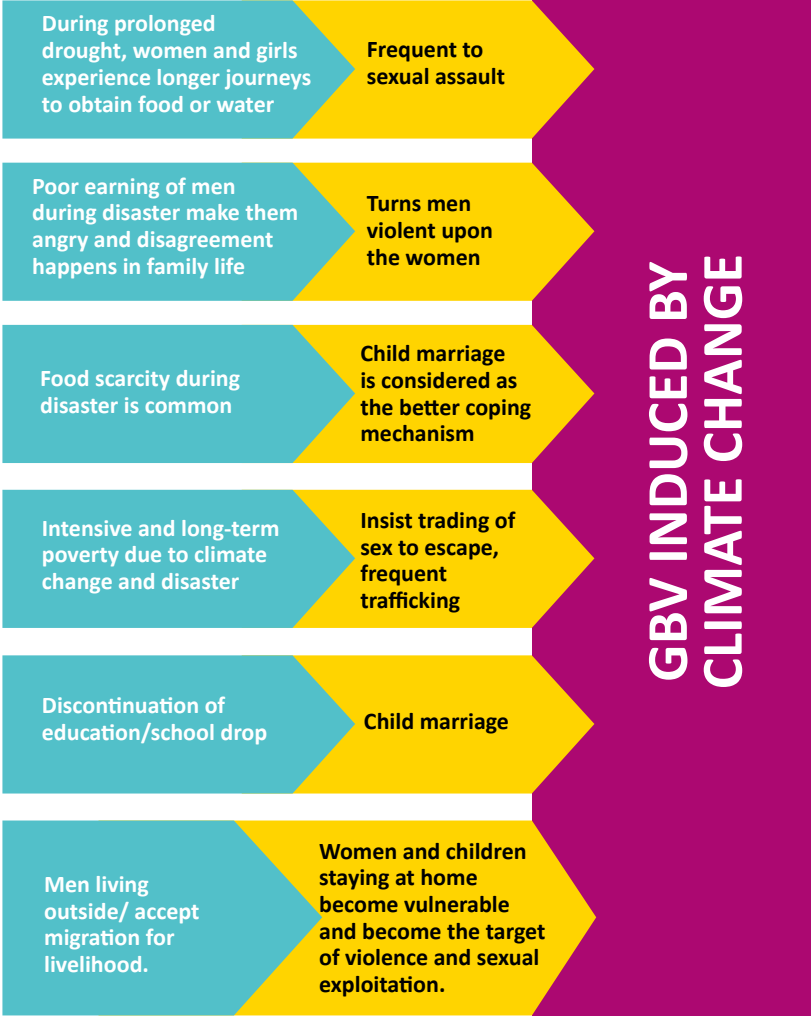 During prolonged
drought, women and girls
experience longer journeys
to obtain food or water
Frequent to
sexual assault
Poor earning of men
during disaster make them
angry and disagreement
happens in family life
Turns men
violent upon
the women
Food scarcity during
disaster is common
Child marriage
is considered as
the better coping
mechanism
Intensive and long-term
poverty due to climate
change and disaster
Insist trading of
sex to escape,
frequent
trafficking
Discontinuation of
education/school drop
Child marriage
Men living
outside/ accept
migration for
livelihood.
Women and children
staying at home
become vulnerable
and become the target
of violence and sexual
exploitation.
GBV INDUCED BY
CLIMATE CHANGE